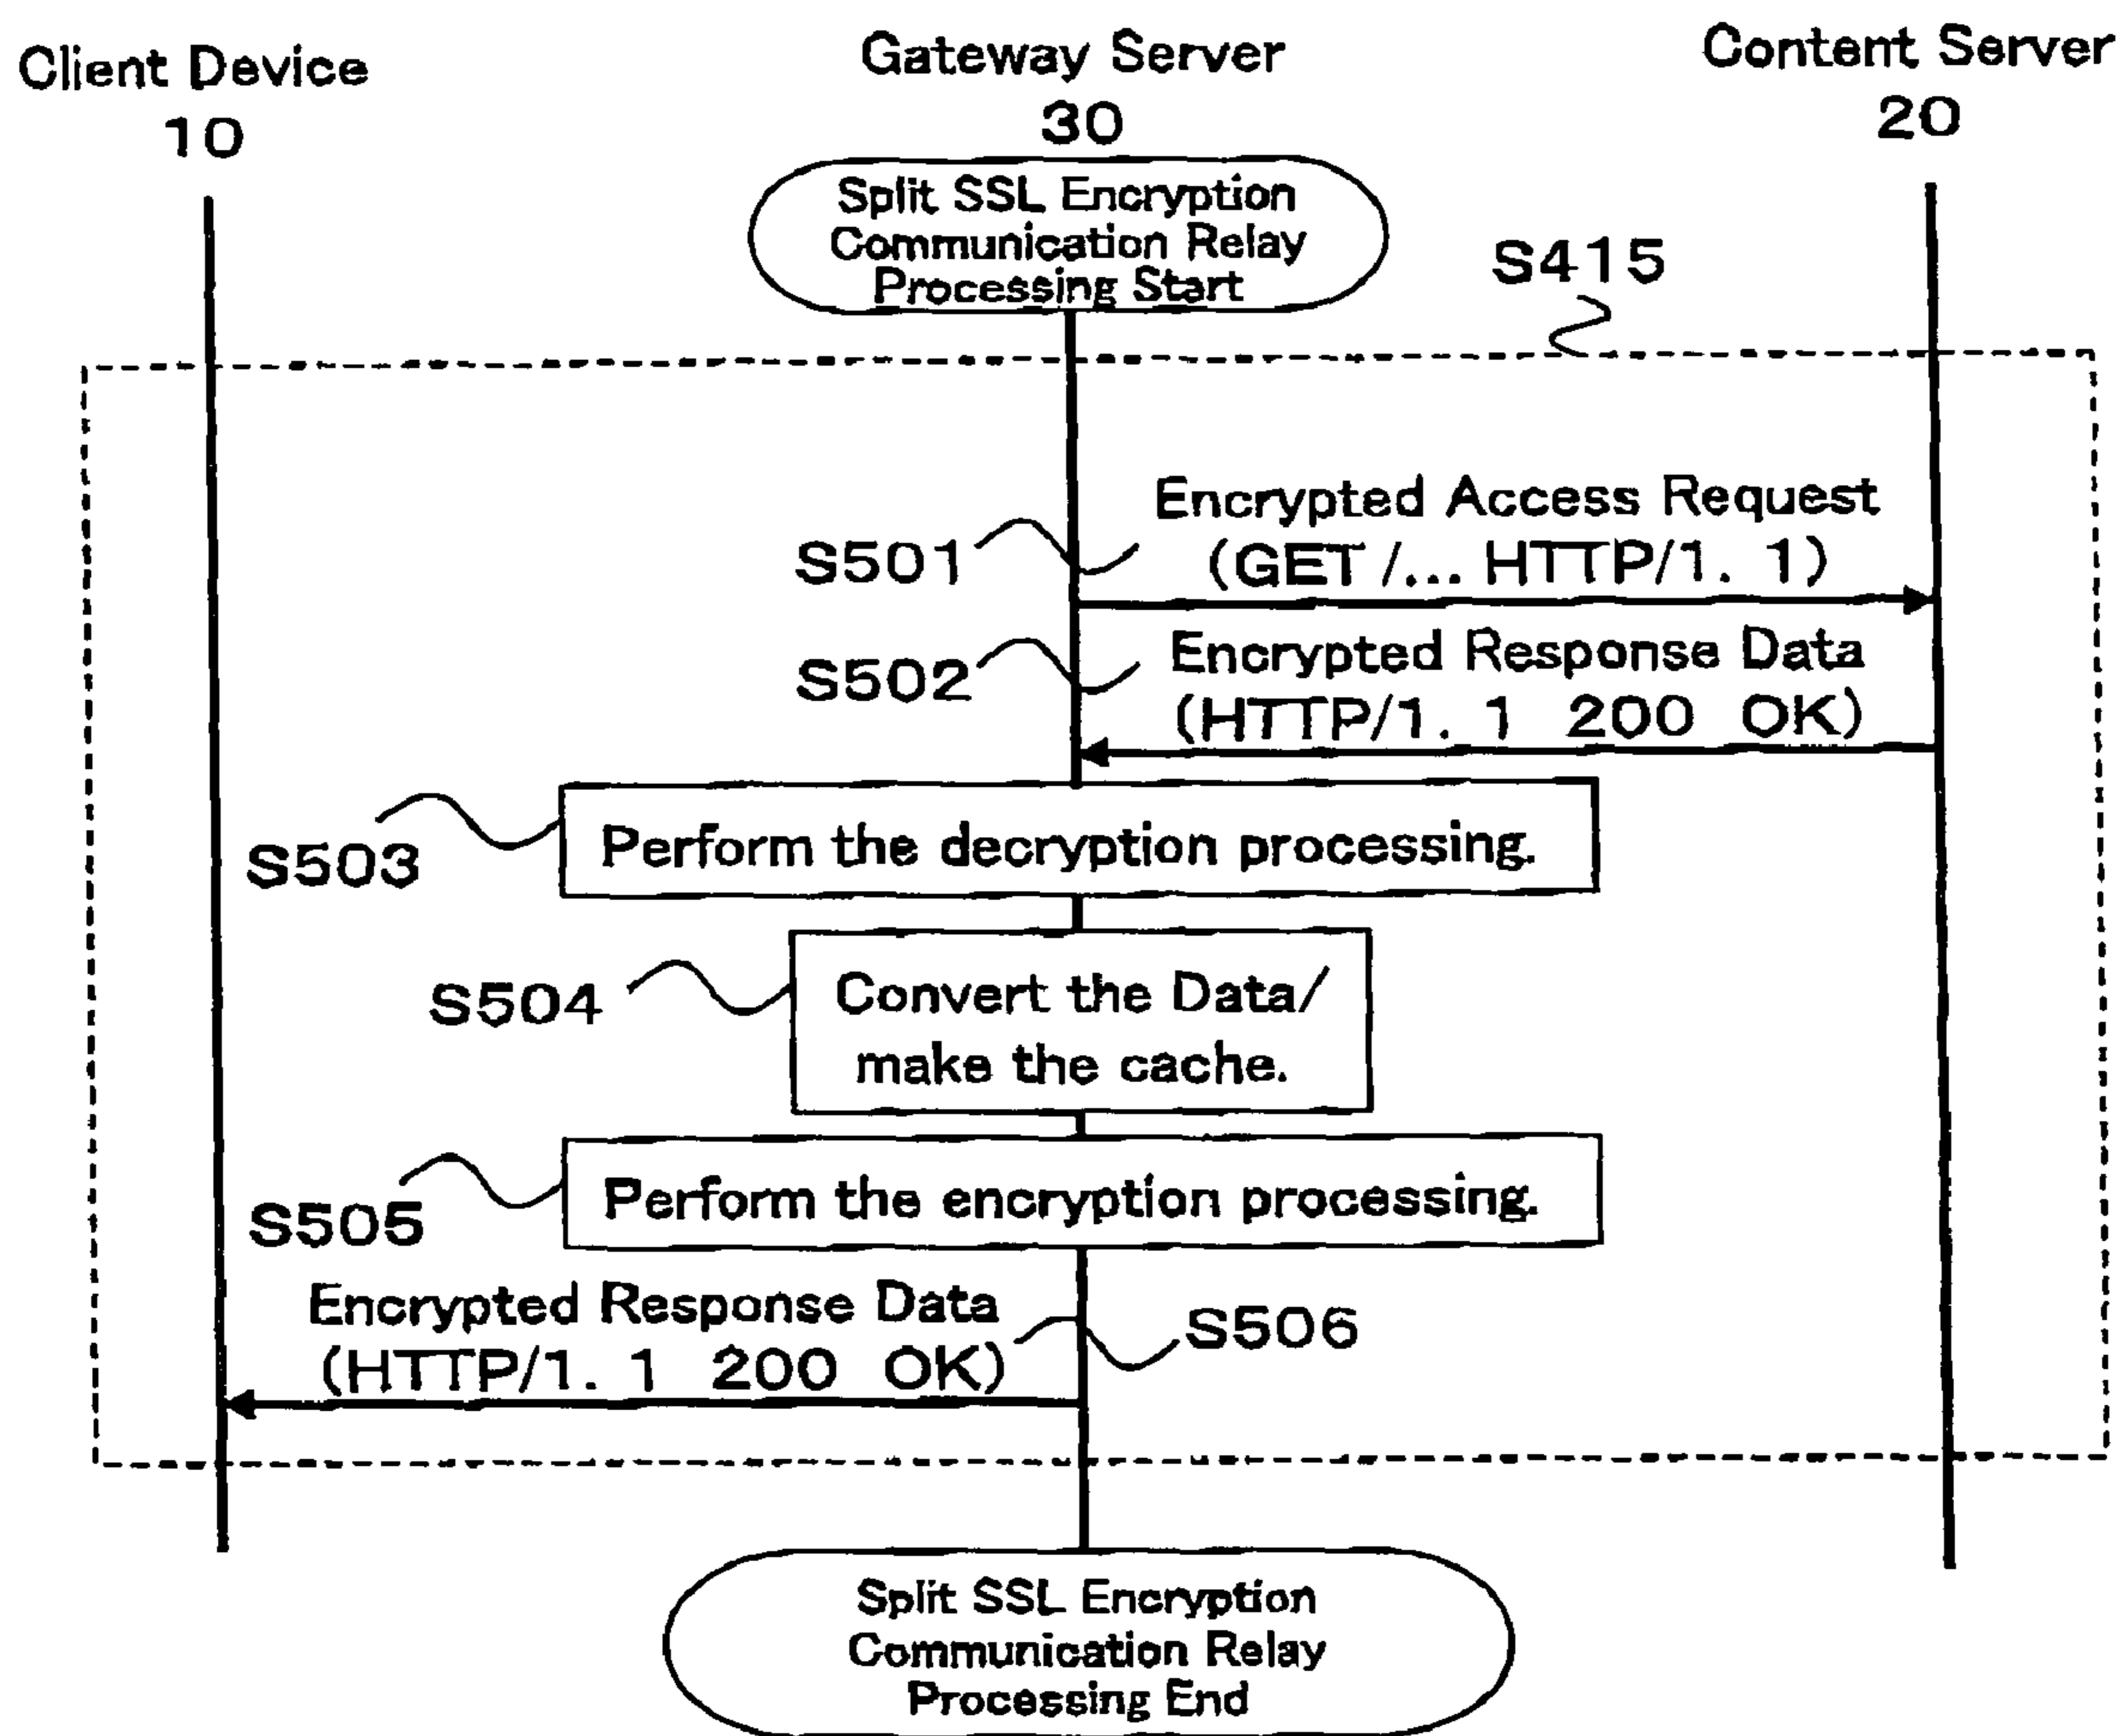 Client Device
10
Gateway Server
30
Content Server
20
Split SSL Encryption
Communication Relay
Processing Start
S415
Encrypted Access Request
S501
(GET /... HTTP/1. 1)
Encrypted Response Data
S502
(HTTP/1. 1 200 OK)
Perform the decryption processing.
S503
Convert the Data/
make the cache.
S504
Perform the encryption processing.
S505
Encrypted Response Data
(HTTP/1. 1 200 OK)
S506
Split SSL Encryption
Communication Relay
Processing End